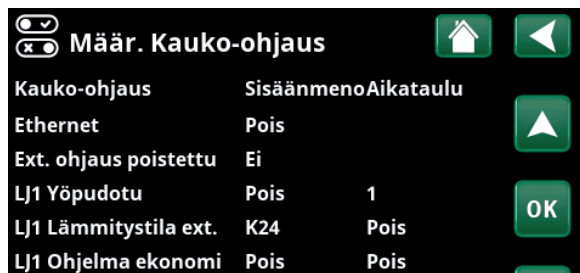 Määr. Kauko-ohjaus
Kauko-ohjaus SisäänmenoAikataulu
Ethernet Pois
Ext. ohjaus poistettu Ei
LJ1 Yöpudotu Pois 1
OK
LJ1 Lämmitystila ext. K24 Pois
LJ1 Ohjelma ekonomi Pois Pois